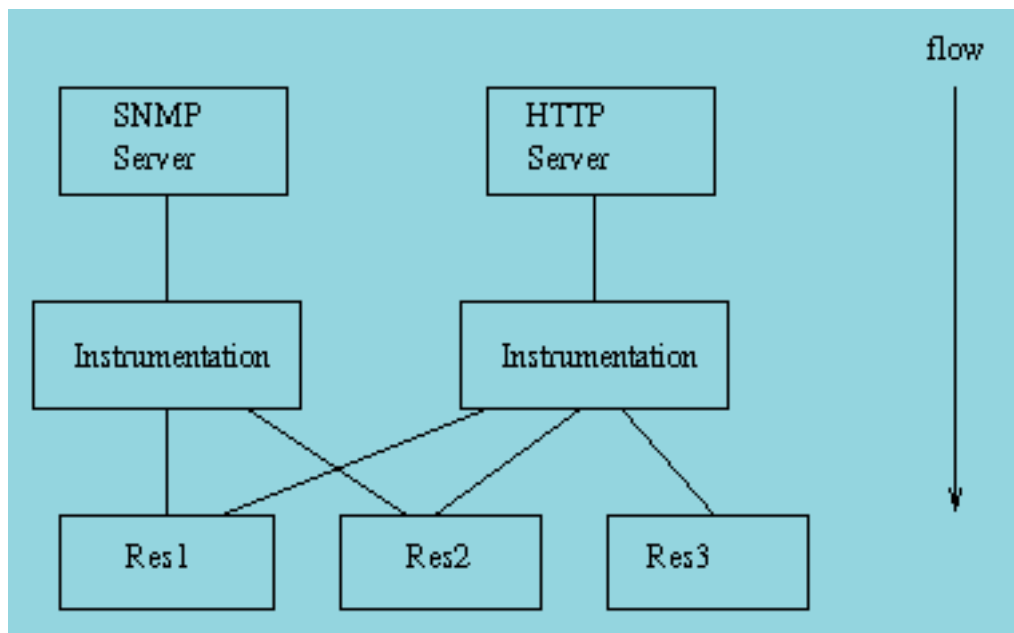 flow
SNMP
Server
HTTP
Server
Instrumentation
Instrumentation
Res1
Res2
Res3